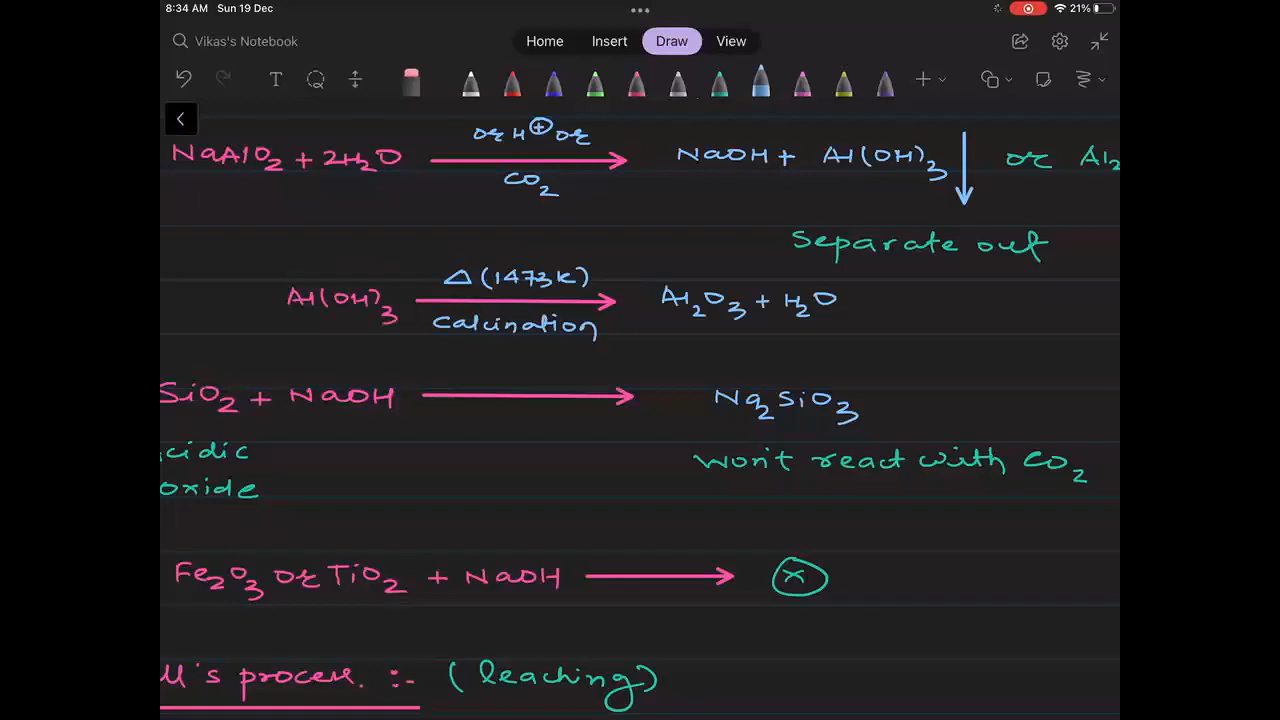 8:34 AM Sun 19 Dec
21%
Vikas's Notebook
Home Insert Draw View
or H⊕ or
NaAlO₂ + 2H₂O → NaOH + Al(OH)₃ ↓ or Al₂
CO₂
Separate out
Δ (1473K)
Al(OH)₃ → Al₂O₃ + H₂O
Calcination
SiO₂ + NaOH → Na₂SiO₃
cidic
won't react with CO₂
oxide
Fe₂O₃ or TiO₂ + NaOH → ⓧ
ll's process :- (leaching)